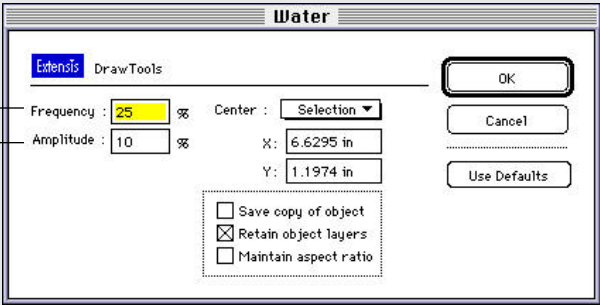 Water
Extensis DrawTools
OK
Frequency : 25 % Center : Selection
Cancel
Amplitude : 10 % X: 6.6295 in
Y: 1.1974 in
Use Defaults
Save copy of object
Retain object layers
Maintain aspect ratio